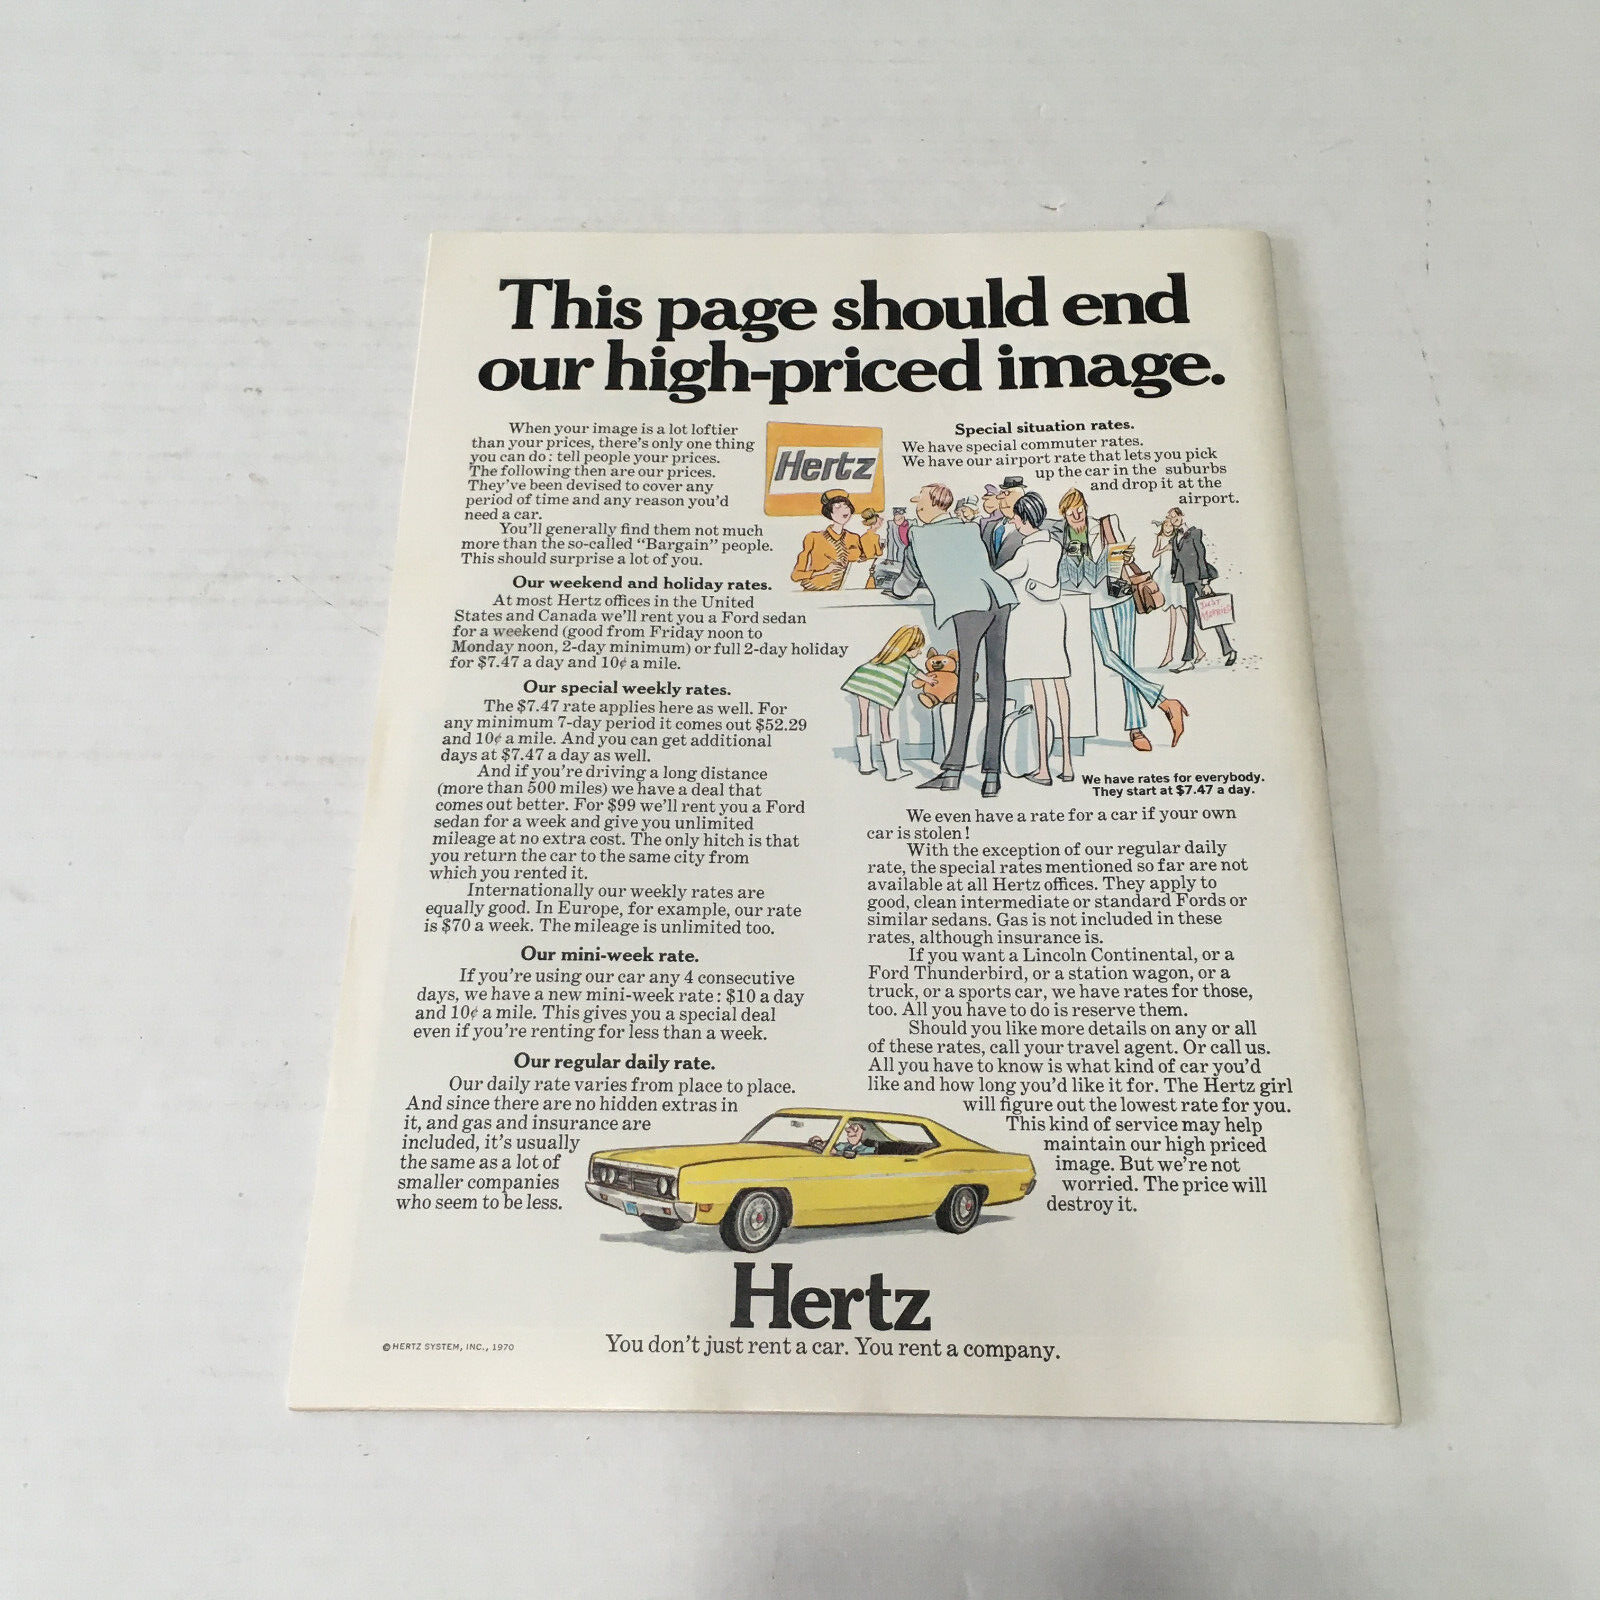 This page should end
our high-priced image.
When your image is a lot loftier
than your prices, there's only one thing
you can do: tell people your prices.
The following then are our prices.
They've been devised to cover any
period of time and any reason you'd
need a car.
You'll generally find them not much
more than the so-called "Bargain" people.
This should surprise a lot of you.
Our weekend and holiday rates.
At most Hertz offices in the United
States and Canada we'll rent you a Ford sedan
for a weekend (good from Friday noon to
Monday noon, 2-day minimum) or full 2-day holiday
for $7.47 a day and 10¢ a mile.
Our special weekly rates.
The $7.47 rate applies here as well. For
any minimum 7-day period it comes out $52.29
and 10¢ a mile. And you can get additional
days at $7.47 a day as well.
And if you're driving a long distance
(more than 500 miles) we have a deal that
comes out better. For $99 we'll rent you a Ford
sedan for a week and give you unlimited
mileage at no extra cost. The only hitch is that
you return the car to the same city from
which you rented it.
Internationally our weekly rates are
equally good. In Europe, for example, our rate
is $70 a week. The mileage is unlimited too.
Our mini-week rate.
If you're using our car any 4 consecutive
days, we have a new mini-week rate: $10 a day
and 10¢ a mile. This gives you a special deal
even if you're renting for less than a week.
Our regular daily rate.
Our daily rate varies from place to place.
And since there are no hidden extras in
it, and gas and insurance are
included, it's usually
the same as a lot of
smaller companies
who seem to be less.
Hertz
Special situation rates.
We have special commuter rates.
We have our airport rate that lets you pick
up the car in the suburbs
and drop it at the
airport.
JUST
MARRIED
We have rates for everybody.
They start at $7.47 a day.
We even have a rate for a car if your own
car is stolen!
With the exception of our regular daily
rate, the special rates mentioned so far are not
available at all Hertz offices. They apply to
good, clean intermediate or standard Fords or
similar sedans. Gas is not included in these
rates, although insurance is.
If you want a Lincoln Continental, or a
Ford Thunderbird, or a station wagon, or a
truck, or a sports car, we have rates for those,
too. All you have to do is reserve them.
Should you like more details on any or all
of these rates, call your travel agent. Or call us.
All you have to know is what kind of car you'd
like and how long you'd like it for. The Hertz girl
will figure out the lowest rate for you.
This kind of service may help
maintain our high priced
image. But we're not
worried. The price will
destroy it.
Hertz
You don't just rent a car. You rent a company.
© HERTZ SYSTEM, INC., 1970